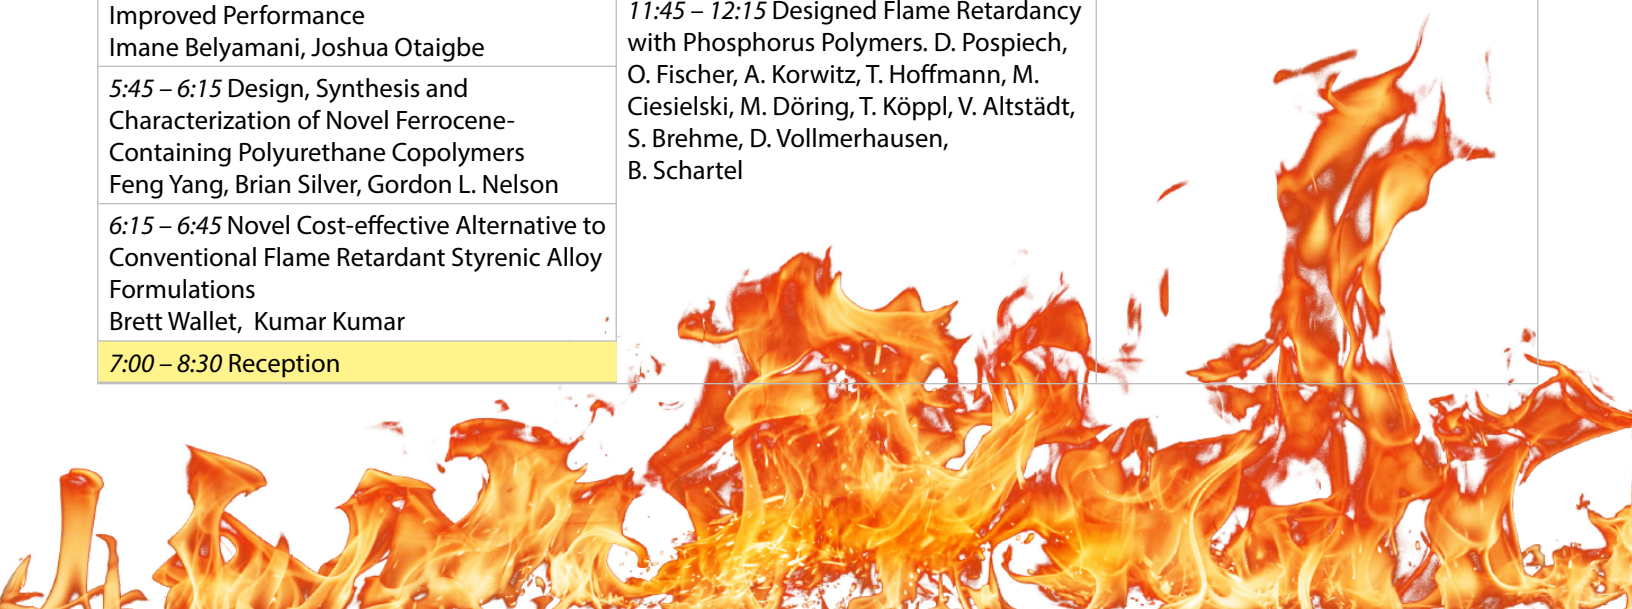 Improved Performance
Imane Belyamani, Joshua Otaigbe
5:45 – 6:15 Design, Synthesis and
Characterization of Novel Ferrocene-
Containing Polyurethane Copolymers
Feng Yang, Brian Silver, Gordon L. Nelson
6:15 – 6:45 Novel Cost-effective Alternative to
Conventional Flame Retardant Styrenic Alloy
Formulations
Brett Wallet,  Kumar Kumar
7:00 – 8:30 Reception
11:45 – 12:15 Designed Flame Retardancy
with Phosphorus Polymers. D. Pospiech,
O. Fischer, A. Korwitz, T. Hoffmann, M.
Ciesielski, M. Döring, T. Köppl, V. Altstädt,
S. Brehme, D. Vollmerhausen,
B. Schartel